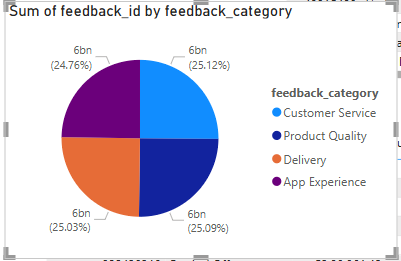 Sum of feedback_id by feedback_category
6bn
(24.76%)
6bn
(25.12%)
feedback_category
Customer Service
Product Quality
Delivery
App Experience
6bn
(25.03%)
6bn
(25.09%)